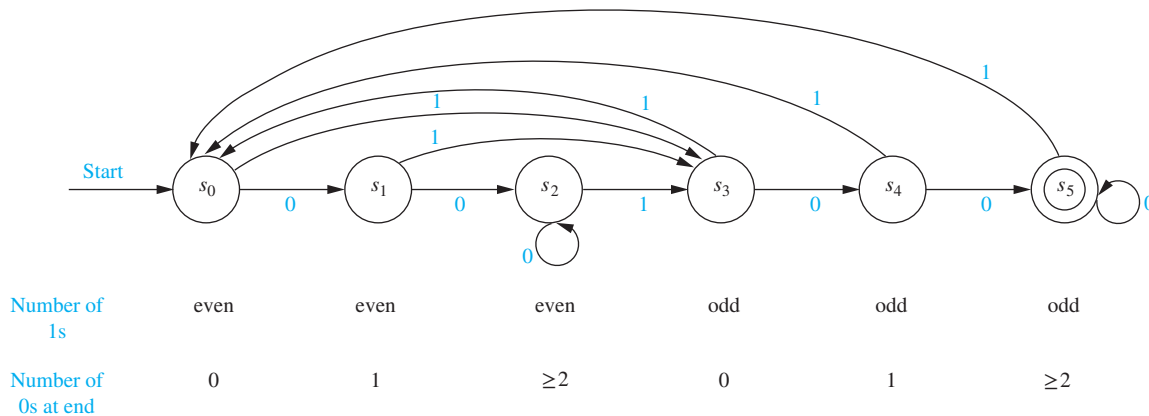 1
1
1
1
1
Start
s0
s1
s2
s3
s4
s5
0
0
1
0
0
0
0
Number of
1s
even
even
even
odd
odd
odd
Number of
0s at end
0
1
≥2
0
1
≥2